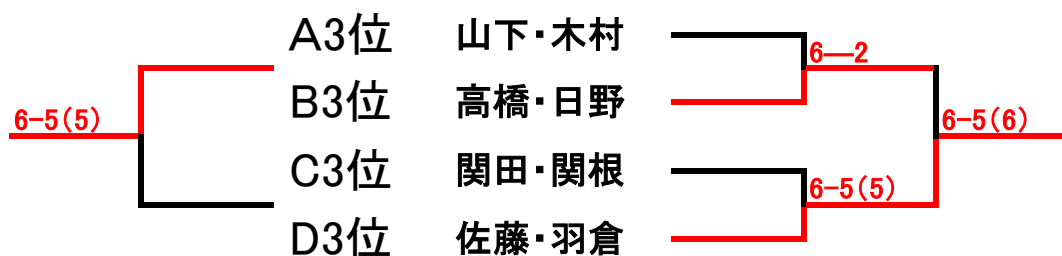 A3位 山下・木村
6―2
B3位 高橋・日野
6-5(5)
6-5(6)
C3位 関田・関根
6-5(5)
D3位 佐藤・羽倉